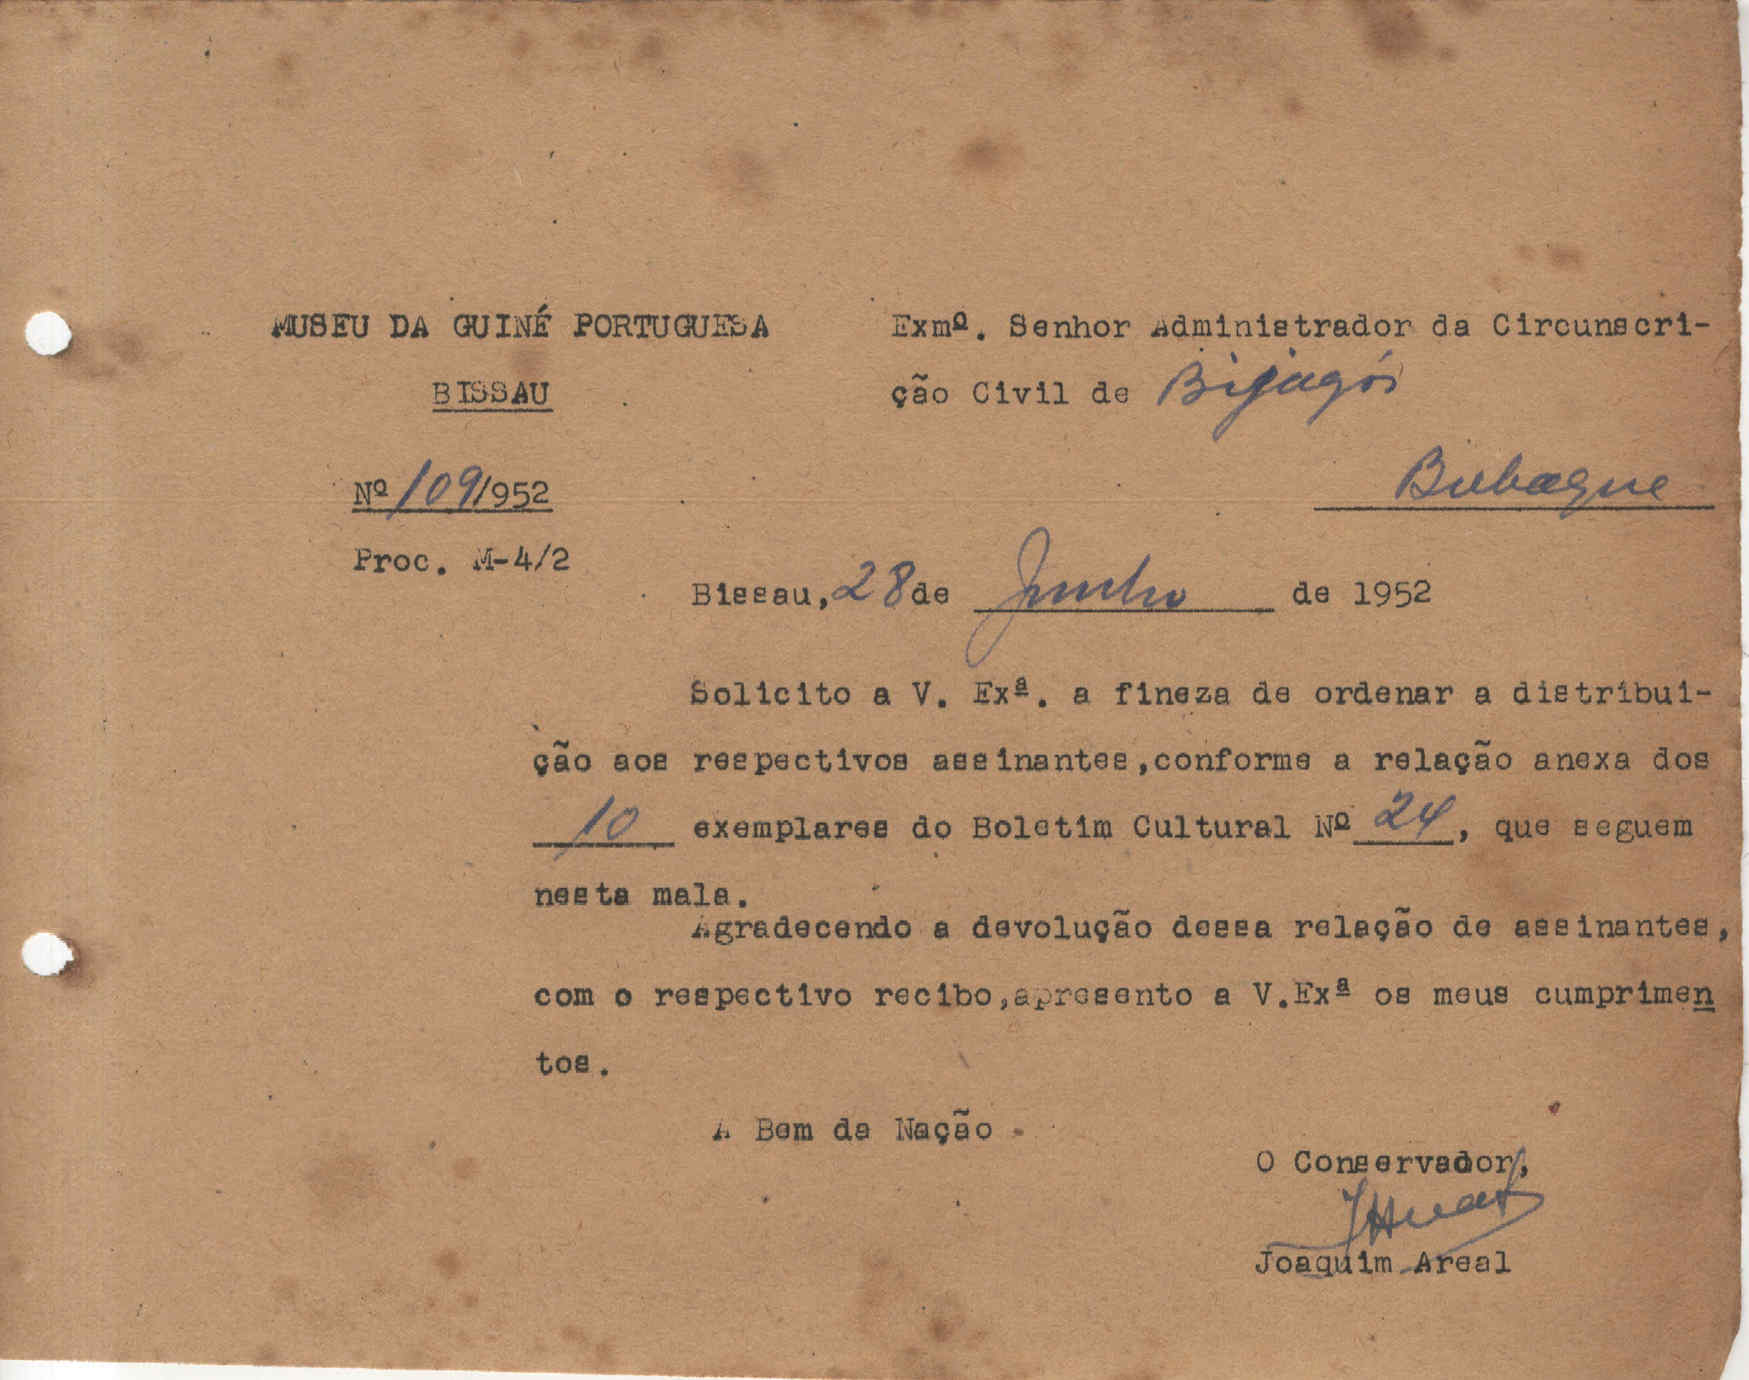 MUSEU DA GUINÉ PORTUGUESA
BISSAU
Nº 109/952
Proc. M-4/2
Exmº. Senhor Administrador da Circunscri-
ção Civil de Bijagós
Bubaque
Bissau, 28 de Junho de 1952
Solicito a V. Exª. a fineza de ordenar a distribui-
ção aos respectivos assinantes,conforme a relação anexa dos
10 exemplares do Boletim Cultural Nº 24, que seguem
nesta mala.
Agradecendo a devolução dessa relação de assinantes,
com o respectivo recibo,apresento a V.Exª os meus cumprimen
tos.
A Bem da Nação
O Conservador,
Joaquim Areal